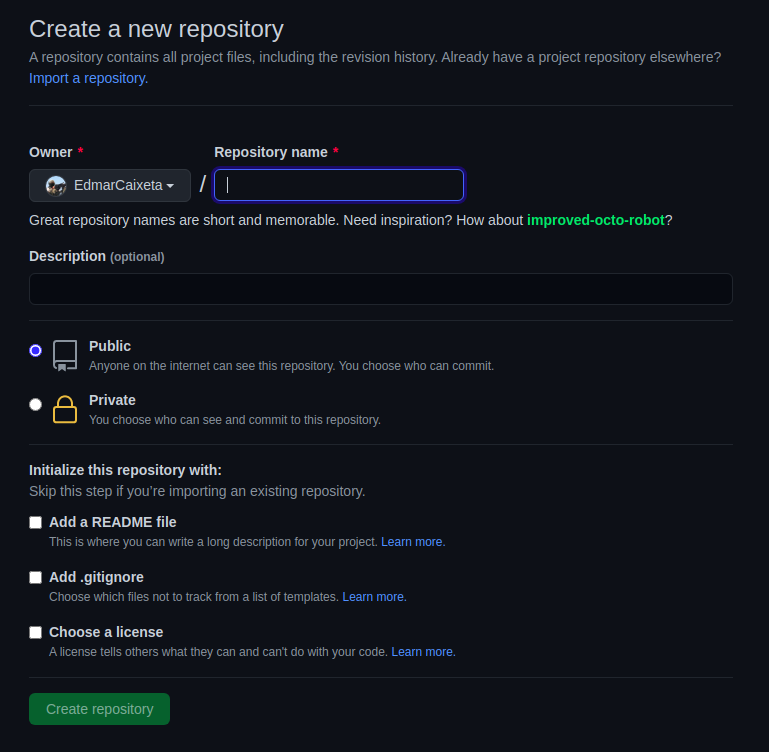 Create a new repository
A repository contains all project files, including the revision history. Already have a project repository elsewhere?
Import a repository.
Owner * Repository name *
EdmarCaixeta /
Great repository names are short and memorable. Need inspiration? How about improved-octo-robot?
Description (optional)
Public
Anyone on the internet can see this repository. You choose who can commit.
Private
You choose who can see and commit to this repository.
Initialize this repository with:
Skip this step if you’re importing an existing repository.
Add a README file
This is where you can write a long description for your project. Learn more.
Add .gitignore
Choose which files not to track from a list of templates. Learn more.
Choose a license
A license tells others what they can and can't do with your code. Learn more.
Create repository